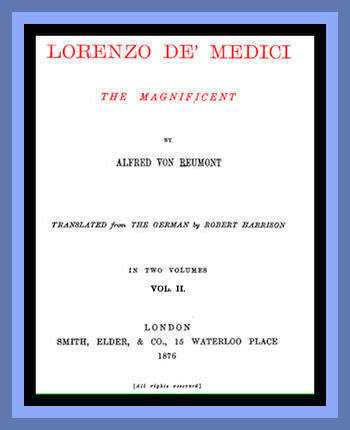 LORENZO DE' MEDICI
THE MAGNIFICENT
BY
ALFRED VON REUMONT
TRANSLATED from THE GERMAN by ROBERT HARRISON
IN TWO VOLUMES
VOL. II.
LONDON
SMITH, ELDER, & CO., 15 WATERLOO PLACE
1876
[All rights reserved]